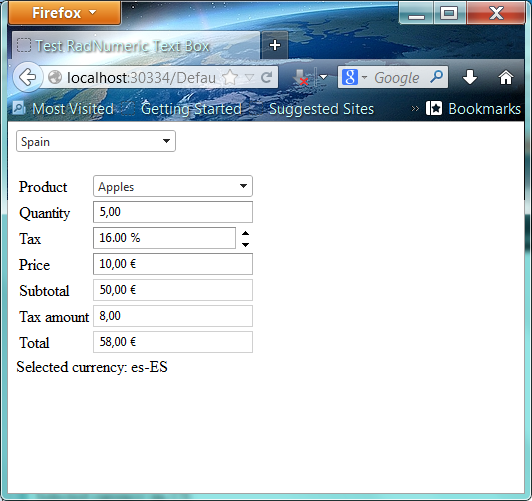 Firefox
Test RadNumeric Text Box
localhost:30334/Defau
Google
Most Visited
Getting Started
Suggested Sites
Bookmarks
Spain
Product Apples
Quantity 5,00
Tax 16.00 %
Price 10,00 €
Subtotal 50,00 €
Tax amount 8,00
Total 58,00 €
Selected currency: es-ES